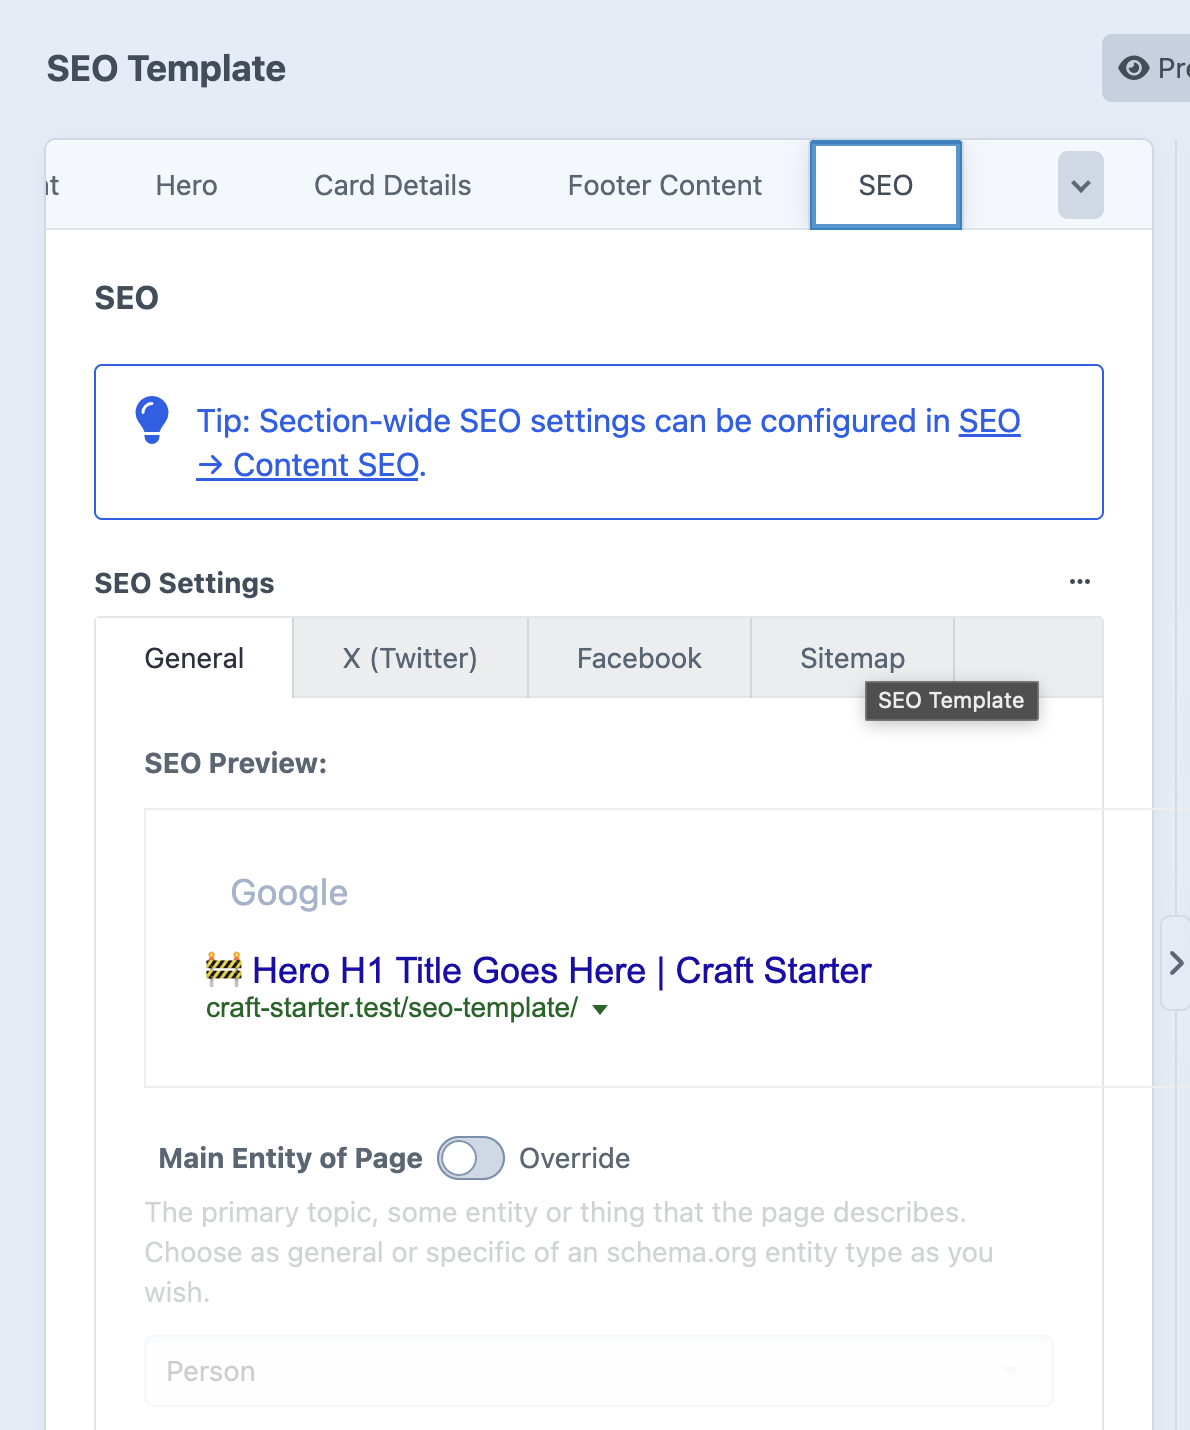 SEO Template
Hero
Card Details
Footer Content
SEO
SEO
Tip: Section-wide SEO settings can be configured in SEO
→ Content SEO.
SEO Settings
General
X (Twitter)
Facebook
Sitemap
SEO Template
SEO Preview:
Google
🚧 Hero H1 Title Goes Here | Craft Starter
craft-starter.test/seo-template/
Main Entity of Page
Override
The primary topic, some entity or thing that the page describes.
Choose as general or specific of an schema.org entity type as you
wish.
Person